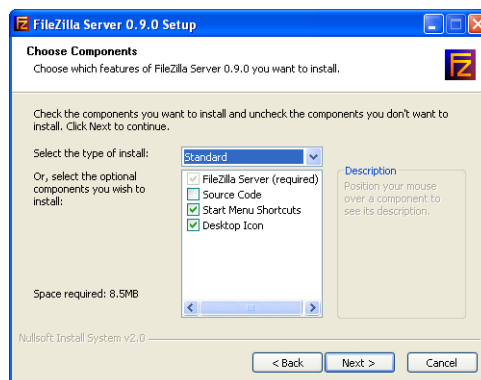 FileZilla Server 0.9.0 Setup
Choose Components
Choose which features of FileZilla Server 0.9.0 you want to install.
FZ
Check the components you want to install and uncheck the components you don't want to
install. Click Next to continue.
Select the type of install:
Standard
Or, select the optional
components you wish to
install:
FileZilla Server (required)
Source Code
Start Menu Shortcuts
Desktop Icon
Description
Position your mouse
over a component to
see its description.
Space required: 8.5MB
Nullsoft Install System v2.0
< Back
Next >
Cancel